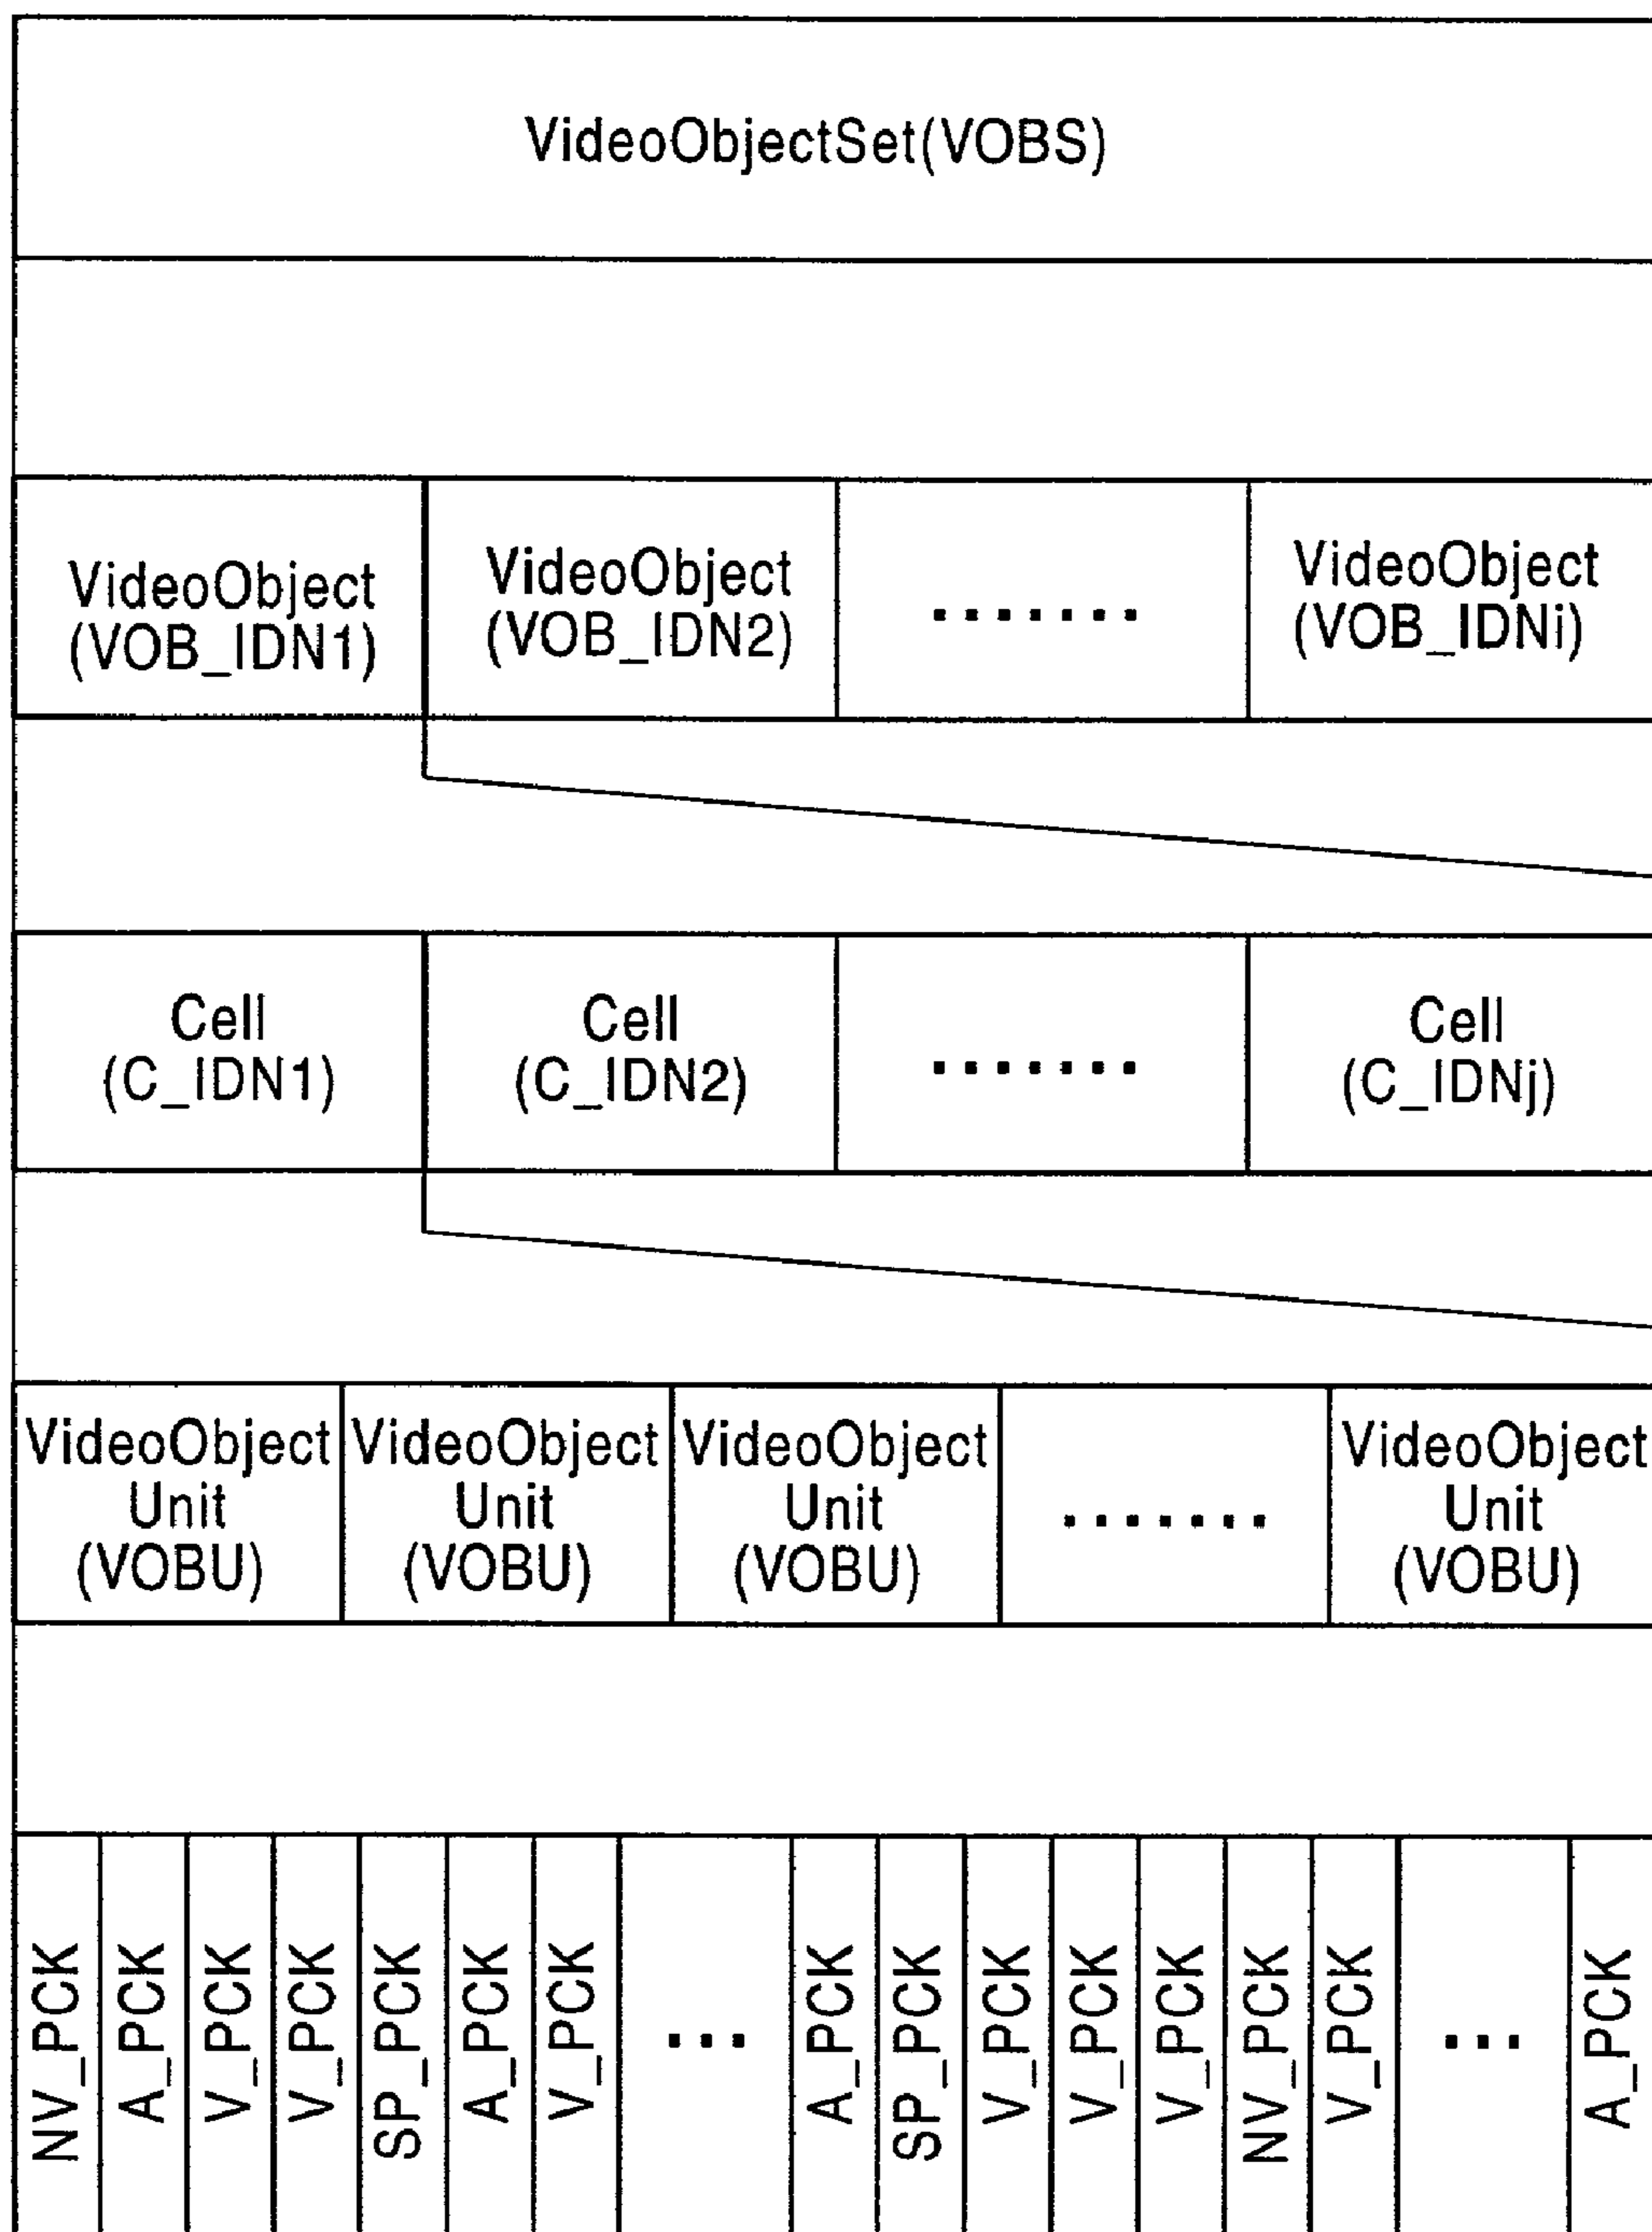 VideoObjectSet(VOBS)
VideoObject
(VOB_IDN1)
VideoObject
(VOB_IDN2)
.......
VideoObject
(VOB_IDNi)
Cell
(C_IDN1)
Cell
(C_IDN2)
.......
Cell
(C_IDNj)
VideoObject
Unit
(VOBU)
VideoObject
Unit
(VOBU)
VideoObject
Unit
(VOBU)
.......
VideoObject
Unit
(VOBU)
NV_PCK
A_PCK
V_PCK
V_PCK
SP_PCK
A_PCK
V_PCK
...
A_PCK
SP_PCK
V_PCK
V_PCK
V_PCK
NV_PCK
V_PCK
...
A_PCK